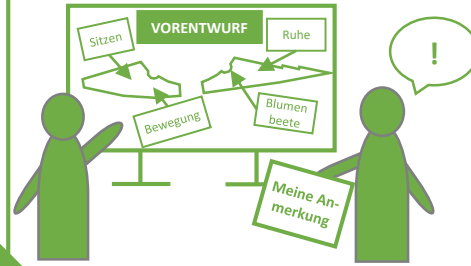 VORENTWURF
Sitzen
Ruhe
Bewegung
Blumen
beete
!
Meine An-
merkung